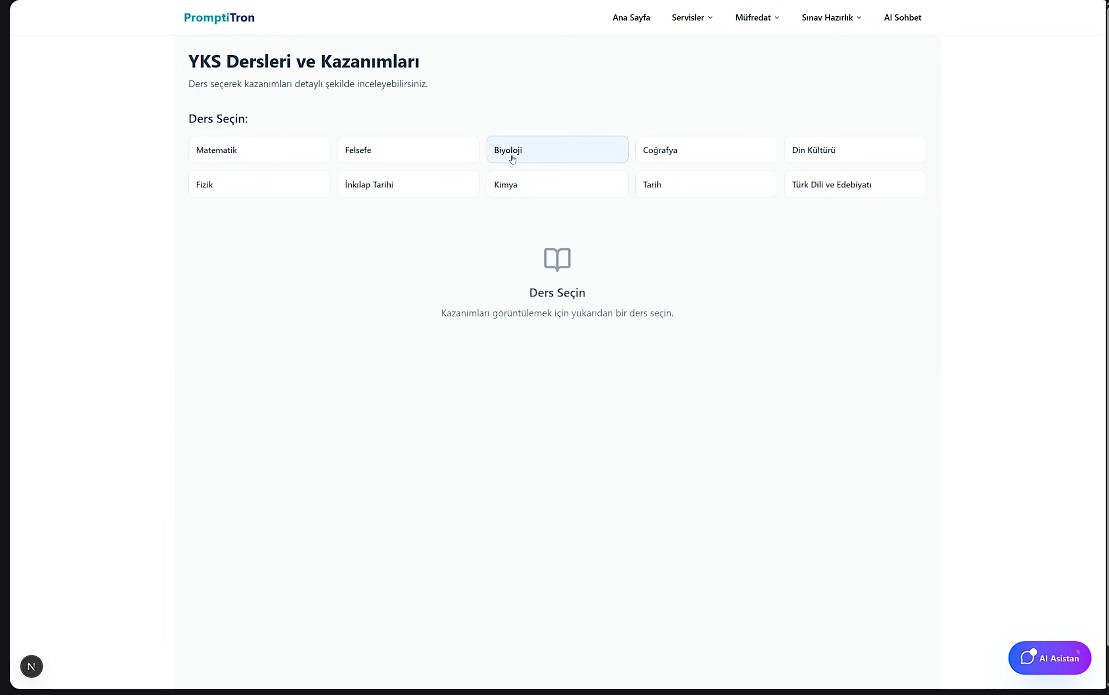 PromptiTron
Ana Sayfa Servisler Müfredat Sınav Hazırlık AI Sohbet
YKS Dersleri ve Kazanımları
Ders seçerek kazanımları detaylı şekilde inceleyebilirsiniz.
Ders Seçin:
Matematik Felsefe Biyoloji Coğrafya Din Kültürü
Fizik İnkılap Tarihi Kimya Tarih Türk Dili ve Edebiyatı
Ders Seçin
Kazanımları görüntülemek için yukarıdan bir ders seçin.
N
AI Asistan